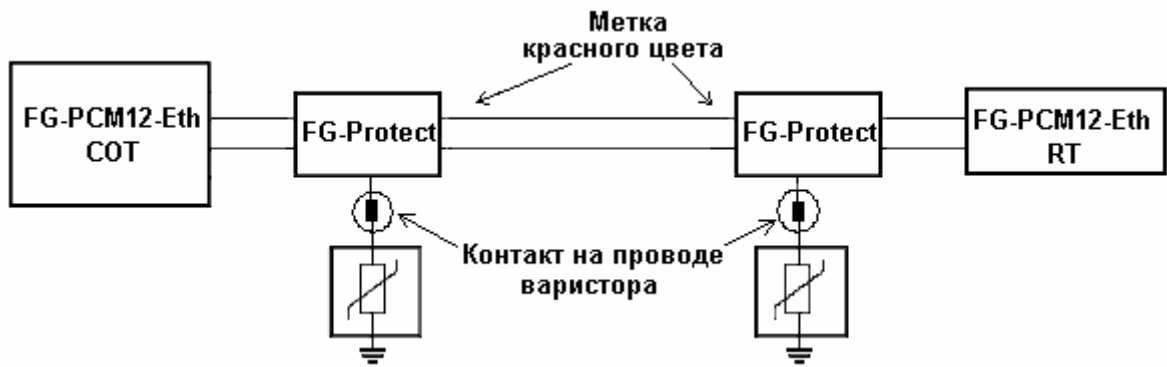 Метка
красного цвета
FG-PCM12-Eth
COT
FG-Protect
FG-Protect
FG-PCM12-Eth
RT
Контакт на проводе
варистора